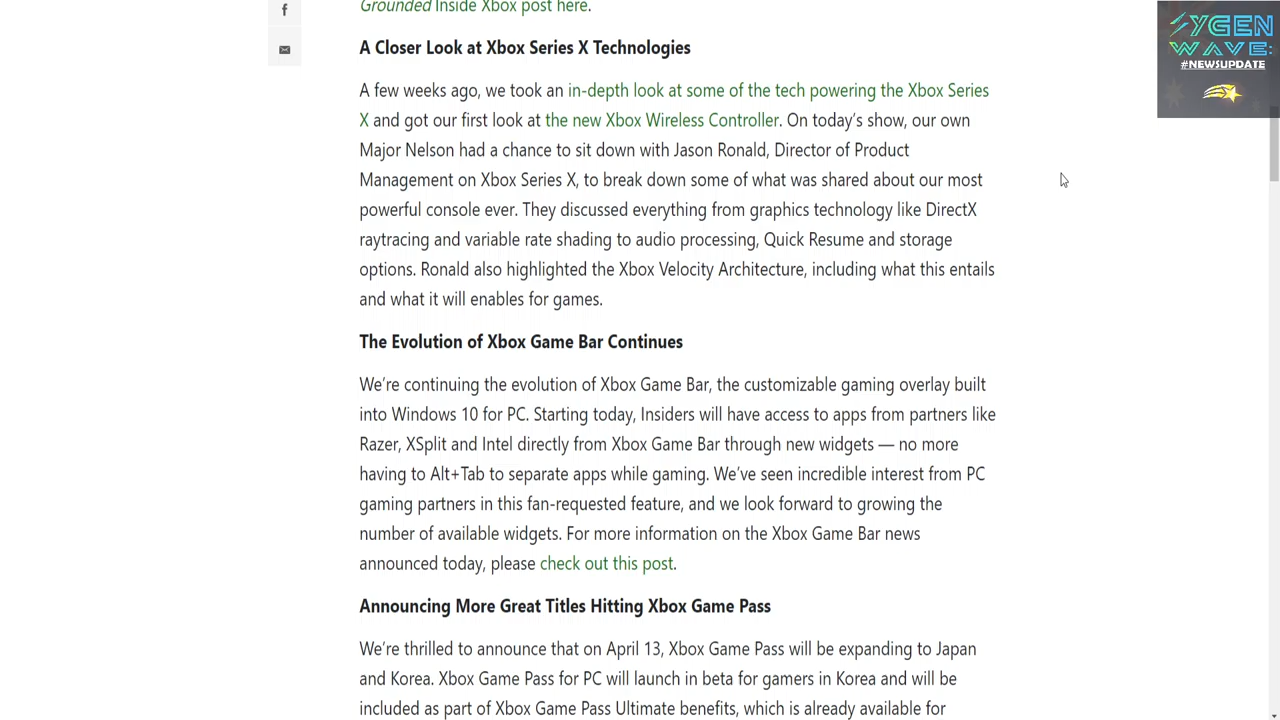 Grounded Inside Xbox post here.
A Closer Look at Xbox Series X Technologies
A few weeks ago, we took an in-depth look at some of the tech powering the Xbox Series
X and got our first look at the new Xbox Wireless Controller. On today's show, our own
Major Nelson had a chance to sit down with Jason Ronald, Director of Product
Management on Xbox Series X, to break down some of what was shared about our most
powerful console ever. They discussed everything from graphics technology like DirectX
raytracing and variable rate shading to audio processing, Quick Resume and storage
options. Ronald also highlighted the Xbox Velocity Architecture, including what this entails
and what it will enables for games.
The Evolution of Xbox Game Bar Continues
We're continuing the evolution of Xbox Game Bar, the customizable gaming overlay built
into Windows 10 for PC. Starting today, Insiders will have access to apps from partners like
Razer, XSplit and Intel directly from Xbox Game Bar through new widgets — no more
having to Alt+Tab to separate apps while gaming. We've seen incredible interest from PC
gaming partners in this fan-requested feature, and we look forward to growing the
number of available widgets. For more information on the Xbox Game Bar news
announced today, please check out this post.
Announcing More Great Titles Hitting Xbox Game Pass
We're thrilled to announce that on April 13, Xbox Game Pass will be expanding to Japan
and Korea. Xbox Game Pass for PC will launch in beta for gamers in Korea and will be
included as part of Xbox Game Pass Ultimate benefits, which is already available for
WAVE:
#NEWSUPDATE